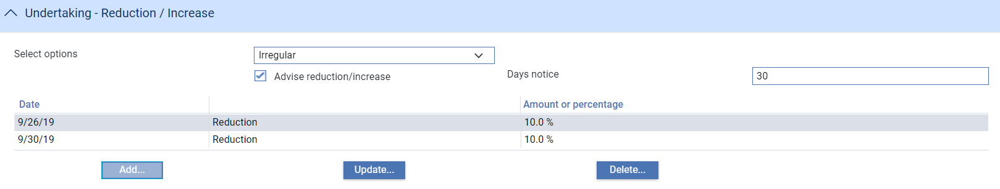 Undertaking - Reduction / Increase
Select options
Irregular
Advise reduction/increase
Days notice
30
Date
Amount or percentage
9/26/19 Reduction 10.0 %
9/30/19 Reduction 10.0 %
Add... Update... Delete...